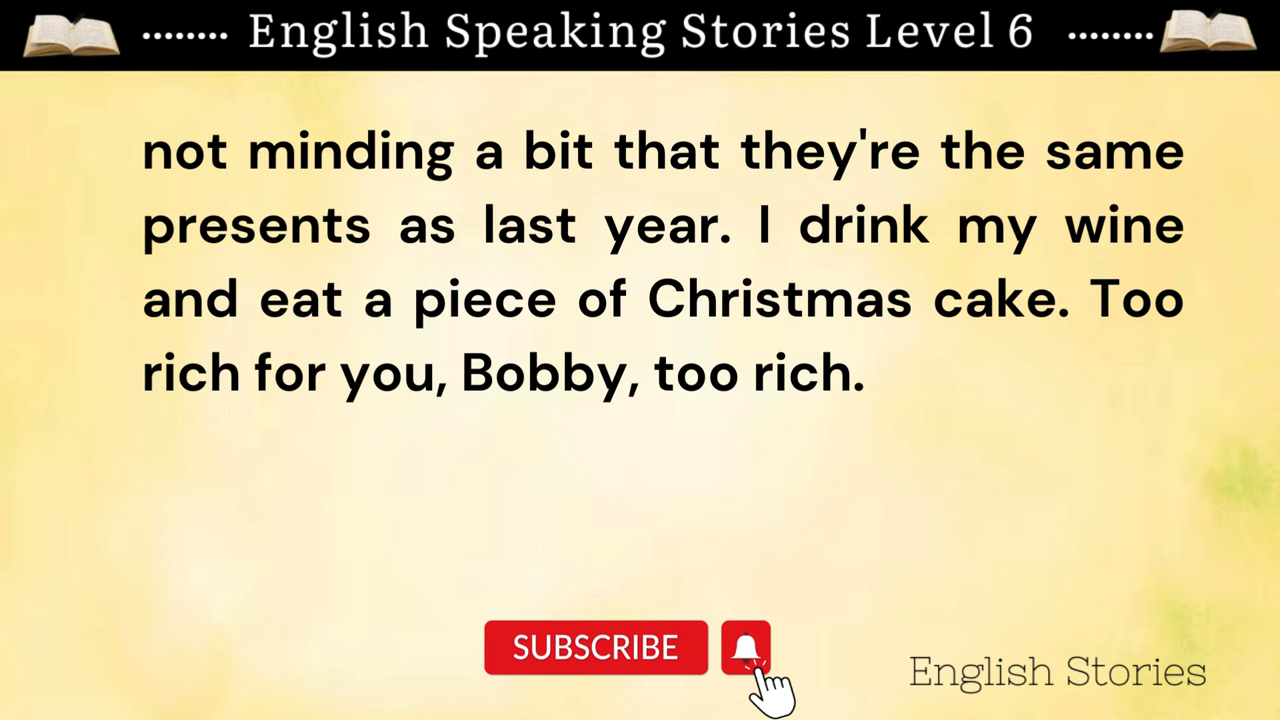 ........ English Speaking Stories Level 6 ........
not minding a bit that they're the same
presents as last year. I drink my wine
and eat a piece of Christmas cake. Too
rich for you, Bobby, too rich.
SUBSCRIBE
English Stories